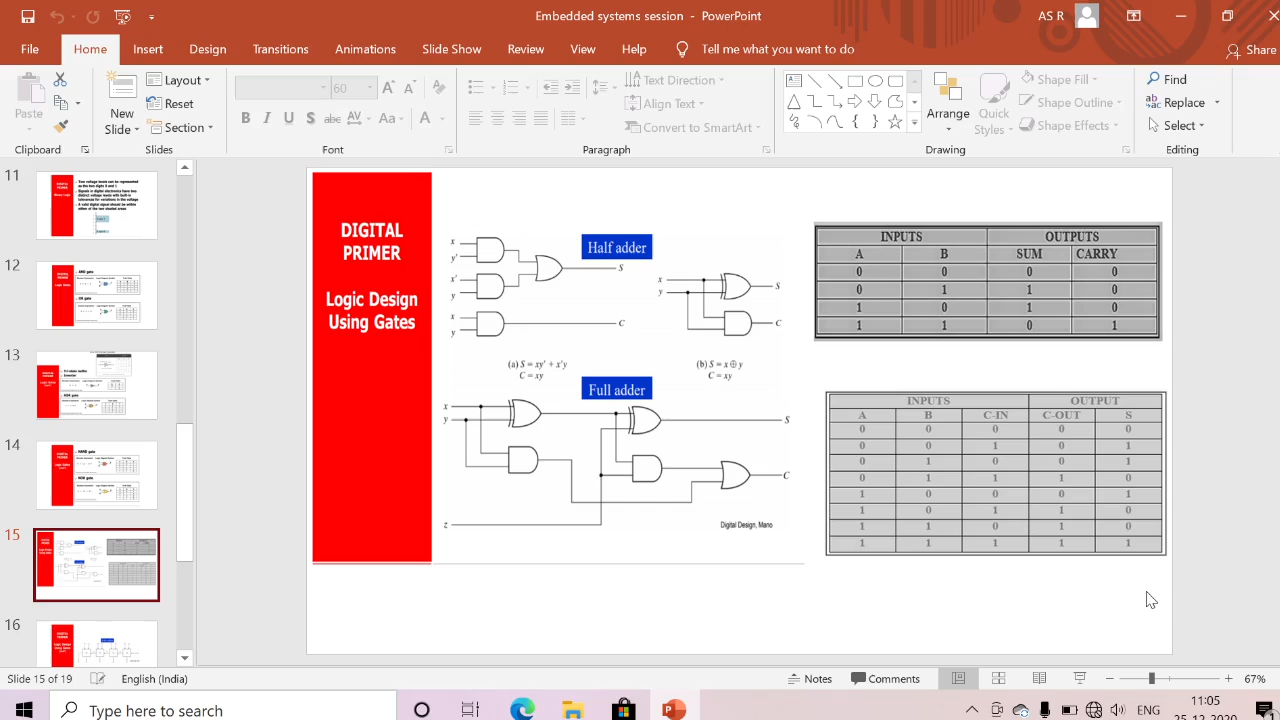 Embedded systems session - PowerPoint
AS R
File Home Insert Design Transitions Animations Slide Show Review View Help Tell me what you want to do Share
Paste
New
Slide
Layout
Reset
Section
60
B I U S abc AV Aa A
Text Direction
Align Text
Convert to SmartArt
Arrange
Quick
Styles
Shape Fill
Shape Outline
Shape Effects
Find
Replace
Select
Clipboard Slides Font Paragraph Drawing Editing
11
12
13
14
15
16
DIGITAL
PRIMER
Logic Design
Using Gates
Half adder
x
y'
x'
y
S
x
y
C
x
y
S
C
(a) S = xy' + x'y
C = xy
(b) S = x ⊕ y
C = xy
Full adder
x
y
z
S
Digital Design, Mano
INPUTS OUTPUTS
A B SUM CARRY
0 0 0 0
0 1 1 0
1 0 1 0
1 1 0 1
INPUTS OUTPUT
A B C-IN C-OUT S
0 0 0 0 0
0 0 1 0 1
0 1 0 0 1
0 1 1 1 0
1 0 0 0 1
1 0 1 1 0
1 1 0 1 0
1 1 1 1 1
Slide 15 of 19 English (India) Notes Comments 67%
Type here to search
ENG
11:05